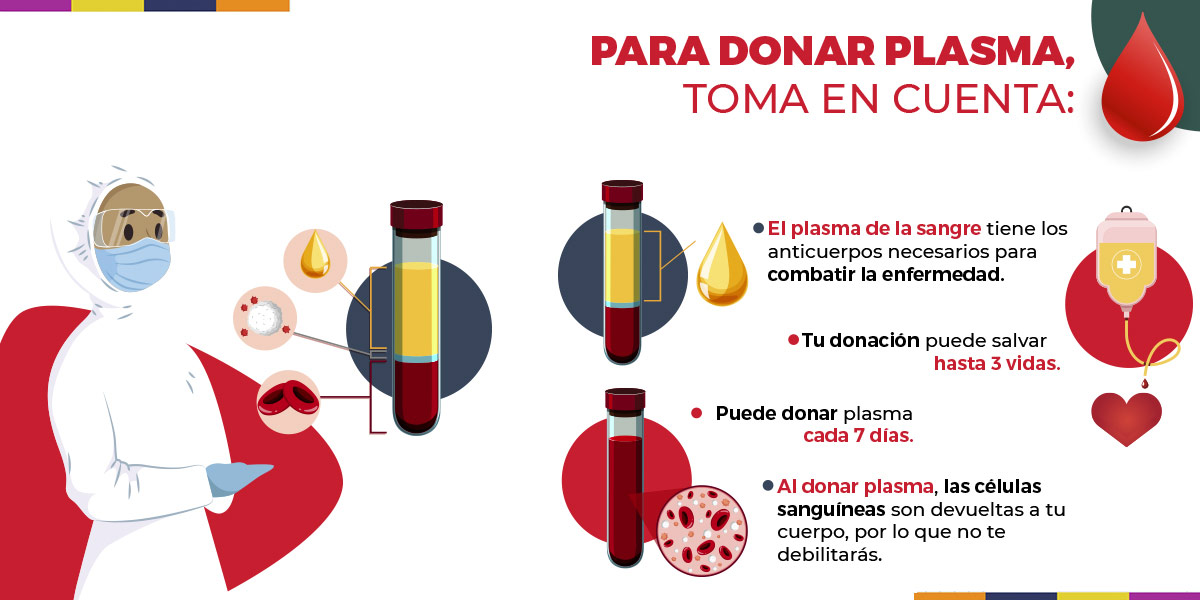 PARA DONAR PLASMA,
TOMA EN CUENTA:
El plasma de la sangre tiene los
anticuerpos necesarios para
combatir la enfermedad.
Tu donación puede salvar
hasta 3 vidas.
Puede donar plasma
cada 7 días.
Al donar plasma, las células
sanguíneas son devueltas a tu
cuerpo, por lo que no te
debilitarás.